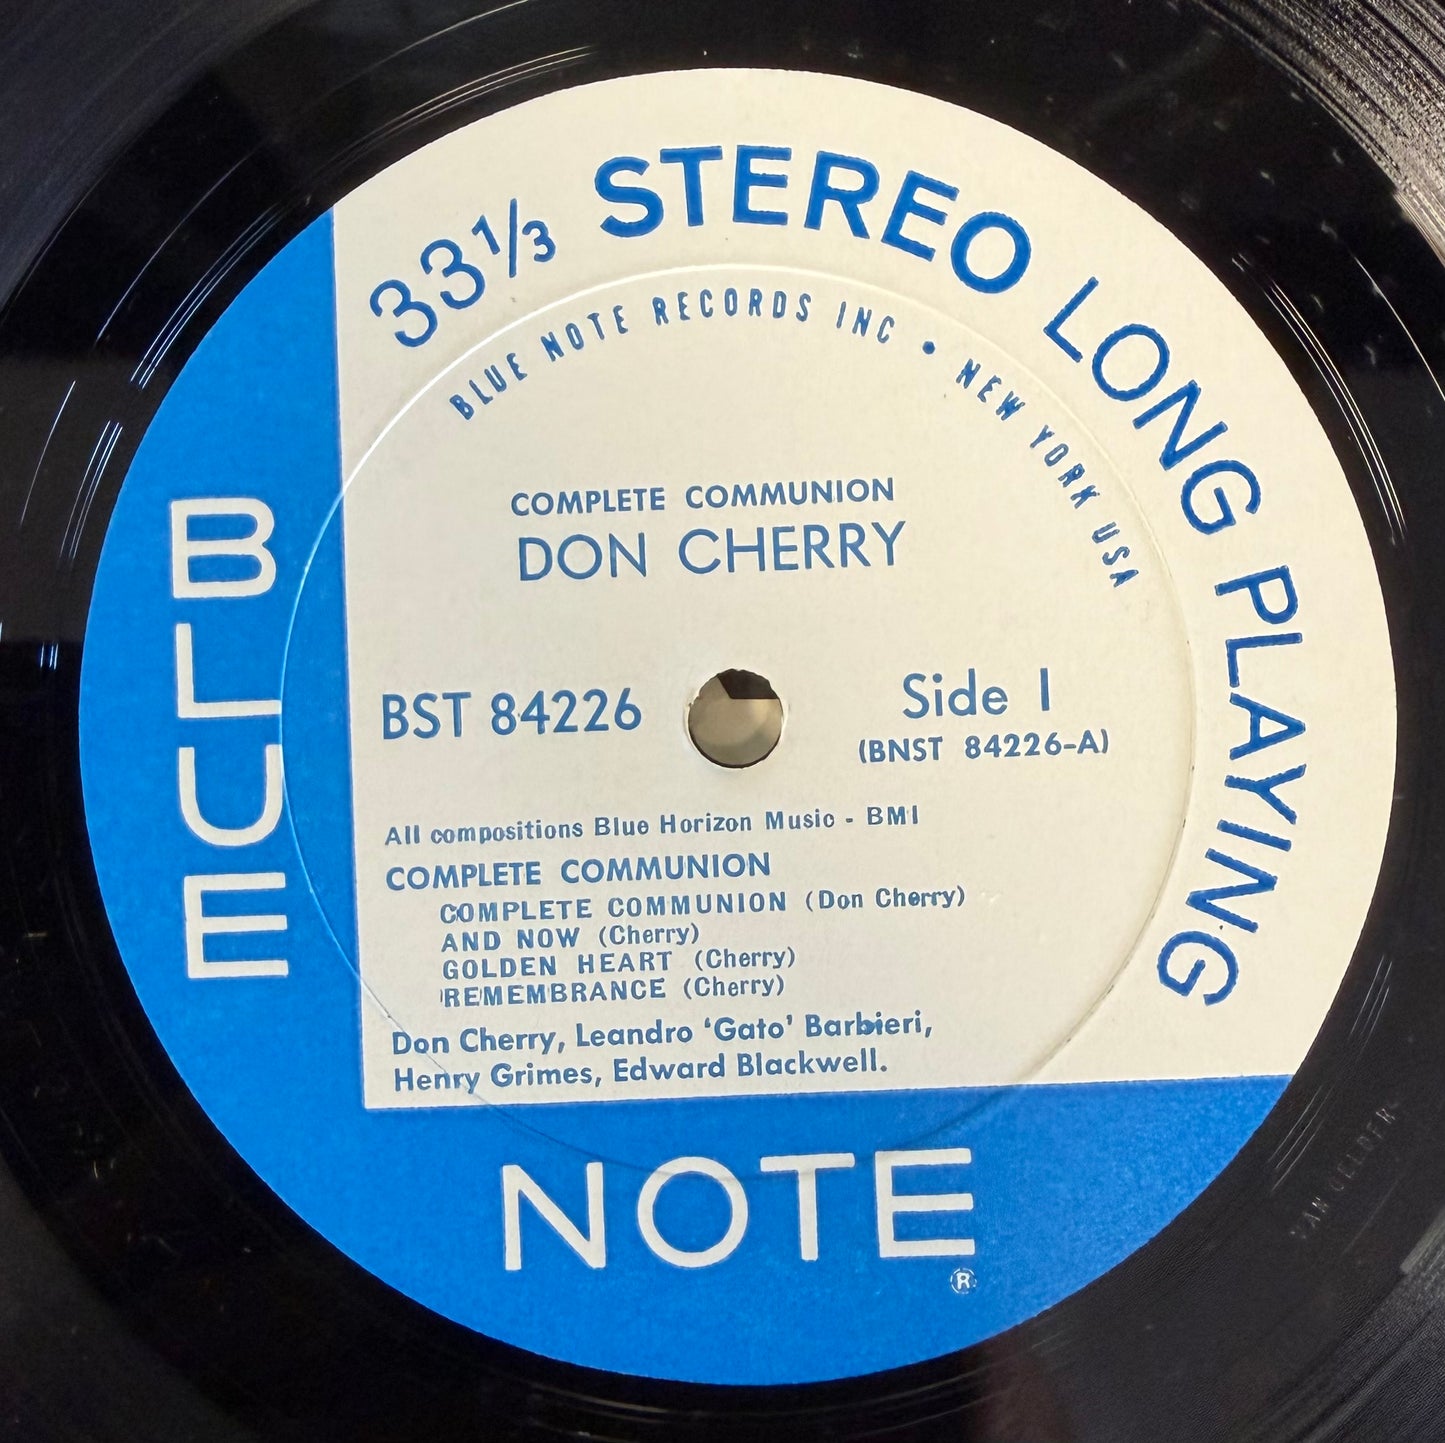 33⅓ STEREO LONG PLAYING
BLUE NOTE RECORDS INC • NEW YORK USA
COMPLETE COMMUNION
DON CHERRY
BST 84226
Side 1
(BNST 84226-A)
All compositions Blue Horizon Music - BMI
COMPLETE COMMUNION
COMPLETE COMMUNION (Don Cherry)
AND NOW (Cherry)
GOLDEN HEART (Cherry)
REMEMBRANCE (Cherry)
Don Cherry, Leandro ‘Gato’ Barbieri,
Henry Grimes, Edward Blackwell.
BLUE
NOTE
®
VAN GELDER